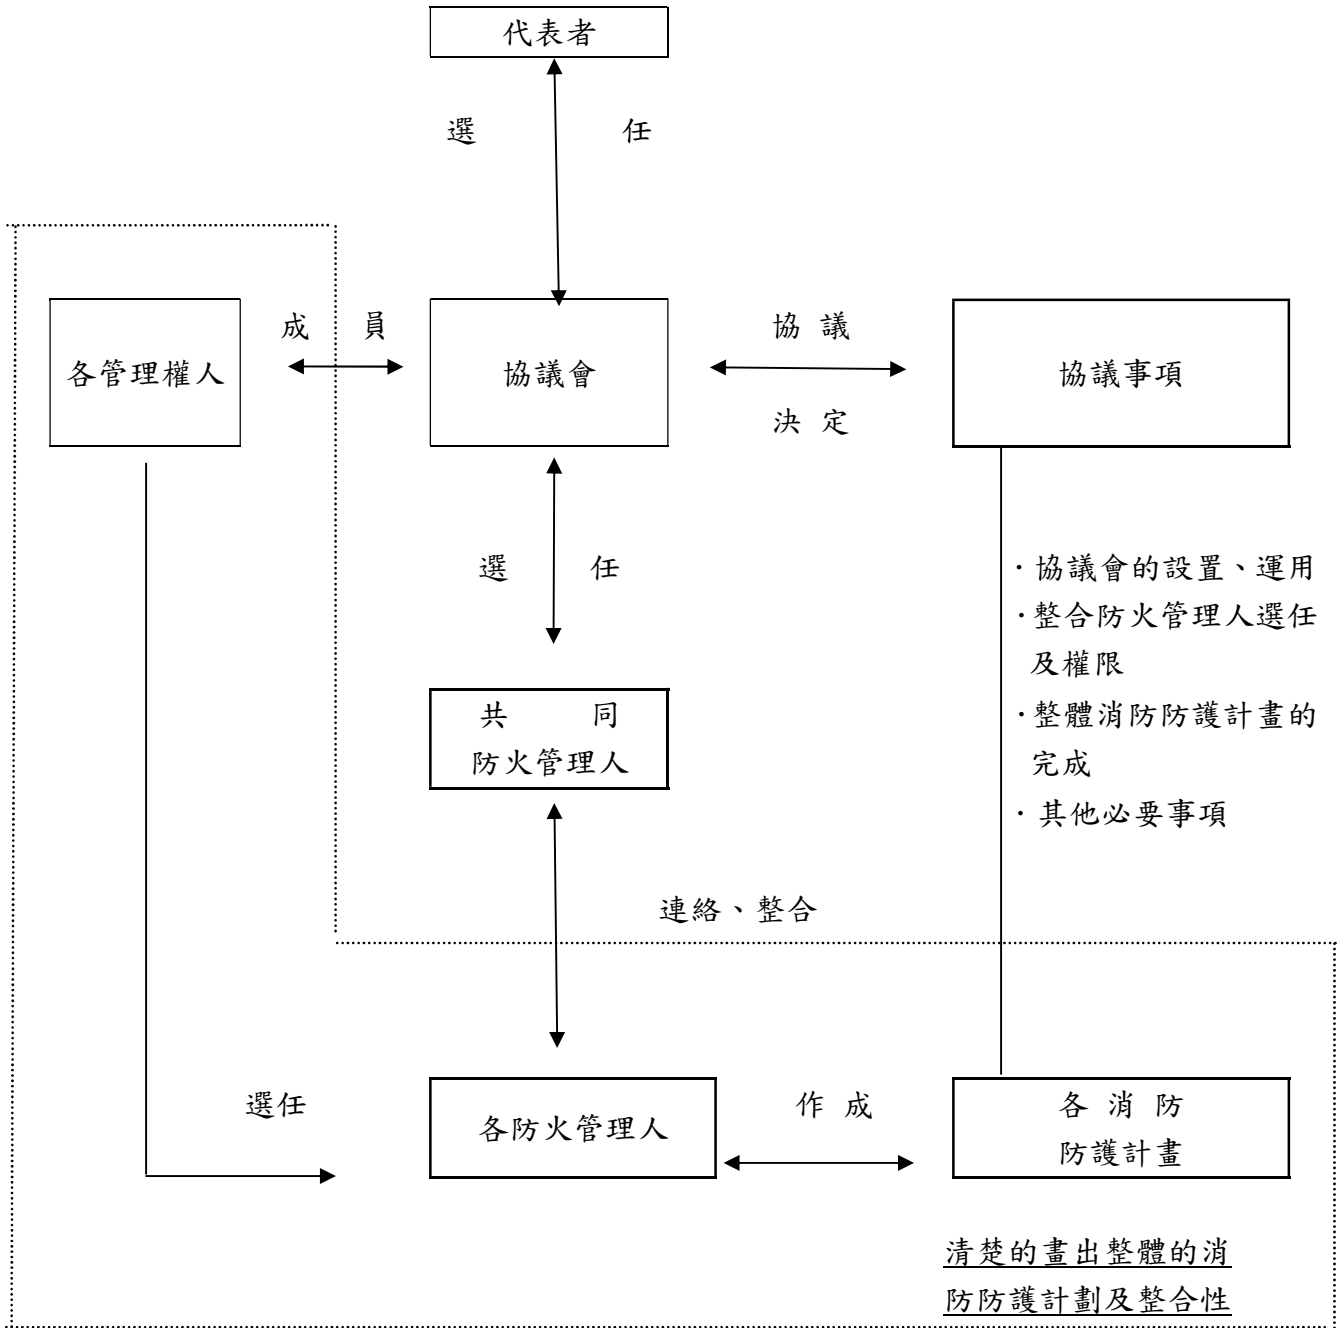 代表者
選 任
各管理權人
成 員
協議會
協 議
決 定
協議事項
選 任
‧協議會的設置、運用
‧整合防火管理人選任
及權限
‧整體消防防護計畫的
完成
‧其他必要事項
共 同
防火管理人
連絡、整合
選任
各防火管理人
作 成
各 消 防
防護計畫
清楚的畫出整體的消
防防護計劃及整合性